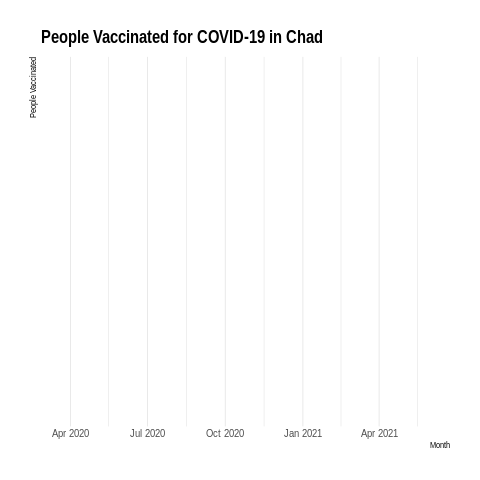 People Vaccinated for COVID-19 in Chad
People Vaccinated
Apr 2020
Jul 2020
Oct 2020
Jan 2021
Apr 2021
Month